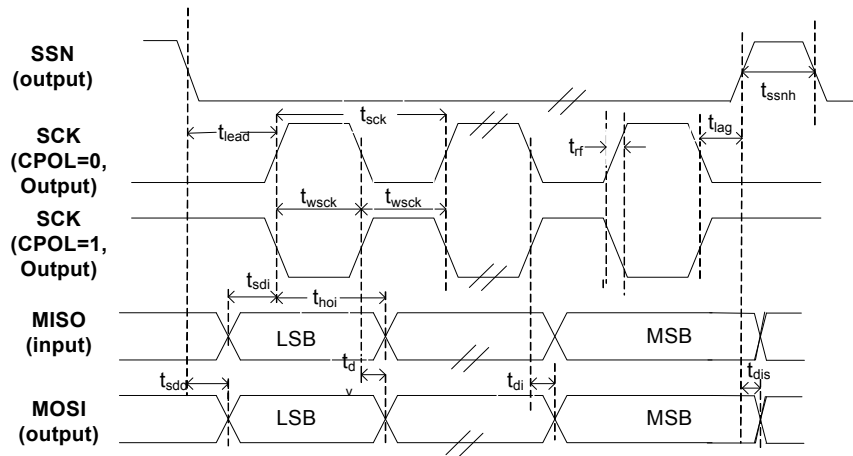 SSN
(output)
t_ssnh
t_sck
t_lead
t_lag
t_rf
SCK
(CPOL=0,
Output)
t_wsck t_wsck
SCK
(CPOL=1,
Output)
t_sdi
t_hoi
MISO
(input)
LSB
MSB
t_d
v
t_sdd
t_di
t_dis
MOSI
(output)
LSB
MSB